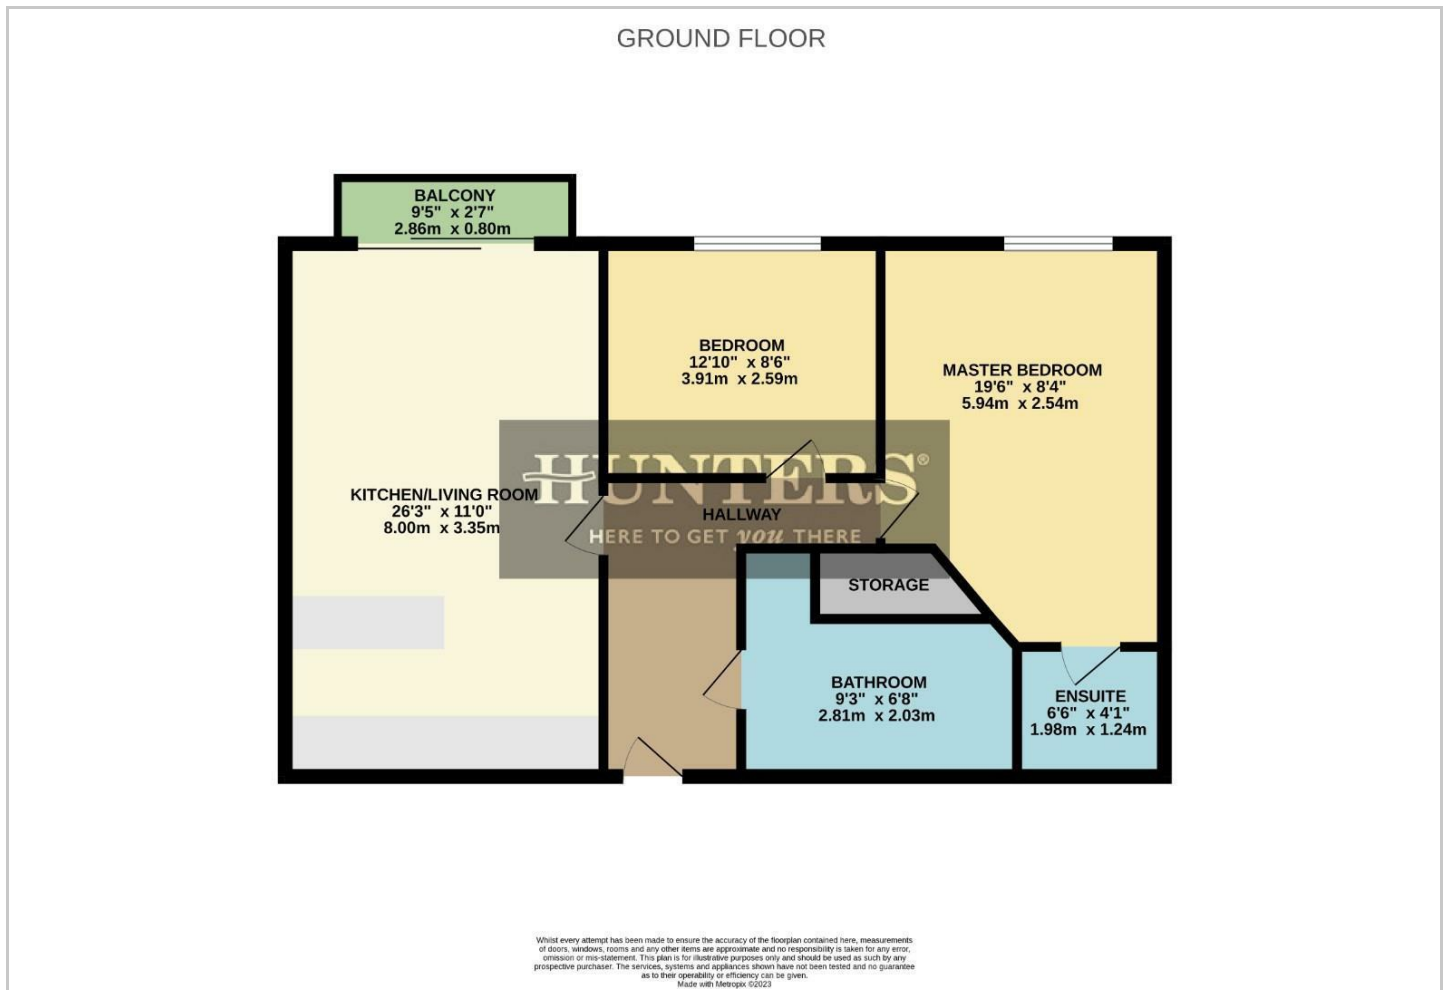 GROUND FLOOR
BALCONY
9'5" x 2'7"
2.86m x 0.80m
BEDROOM
12'10" x 8'6"
3.91m x 2.59m
MASTER BEDROOM
19'6" x 8'4"
5.94m x 2.54m
KITCHEN/LIVING ROOM
26'3" x 11'0"
8.00m x 3.35m
HUNTERS®
HALLWAY
HERE TO GET you THERE
STORAGE
BATHROOM
9'3" x 6'8"
2.81m x 2.03m
ENSUITE
6'6" x 4'1"
1.98m x 1.24m
Whilst every attempt has been made to ensure the accuracy of the floorplan contained here, measurements
of doors, windows, rooms and any other items are approximate and no responsibility is taken for any error,
omission or mis-statement. This plan is for illustrative purposes only and should be used as such by any
prospective purchaser. The services, systems and appliances shown have not been tested and no guarantee
as to their operability or efficiency can be given.
Made with Metropix ©2023